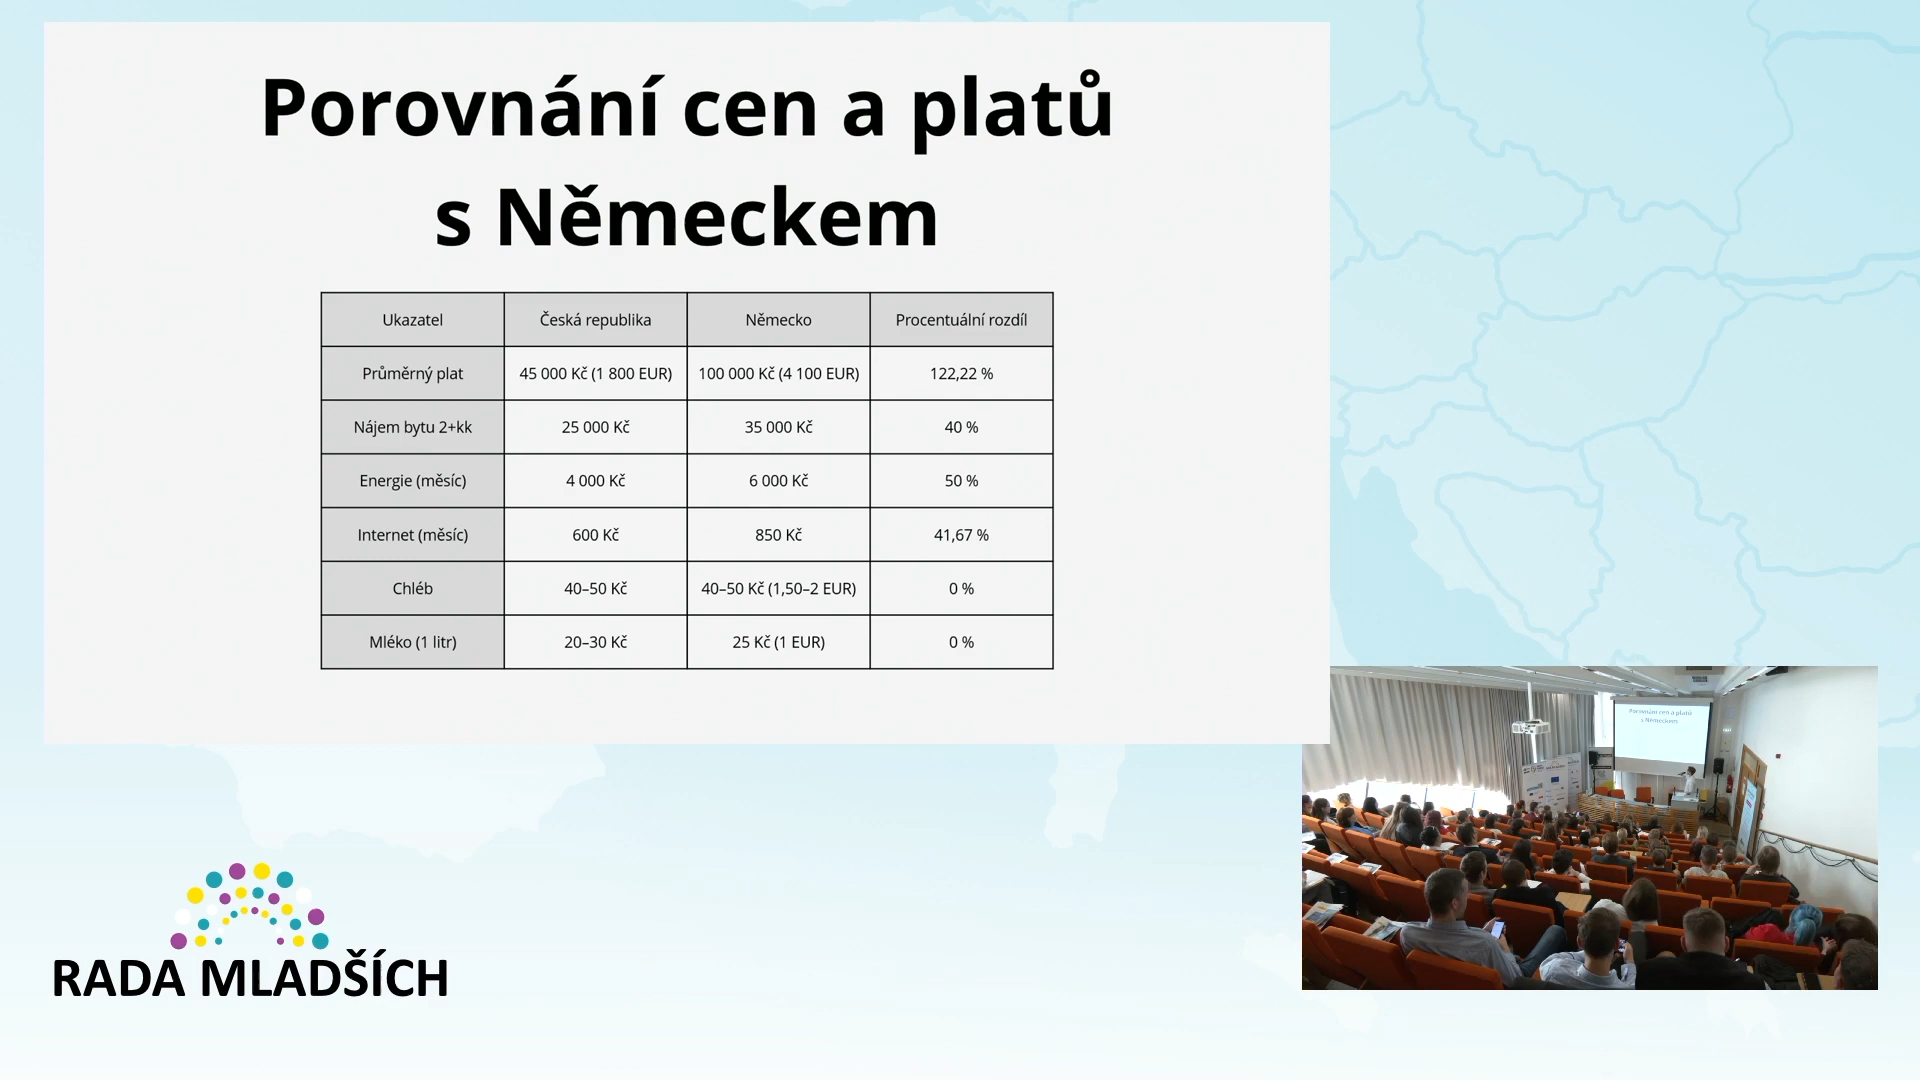 Porovnání cen a platů
s Německem
Ukazatel Česká republika Německo Procentuální rozdíl
Průměrný plat 45 000 Kč (1 800 EUR) 100 000 Kč (4 100 EUR) 122,22 %
Nájem bytu 2+kk 25 000 Kč 35 000 Kč 40 %
Energie (měsíc) 4 000 Kč 6 000 Kč 50 %
Internet (měsíc) 600 Kč 850 Kč 41,67 %
Chléb 40–50 Kč 40–50 Kč (1,50–2 EUR) 0 %
Mléko (1 litr) 20–30 Kč 25 Kč (1 EUR) 0 %
Porovnání cen a platů
s Německem
RADA MLADŠÍCH